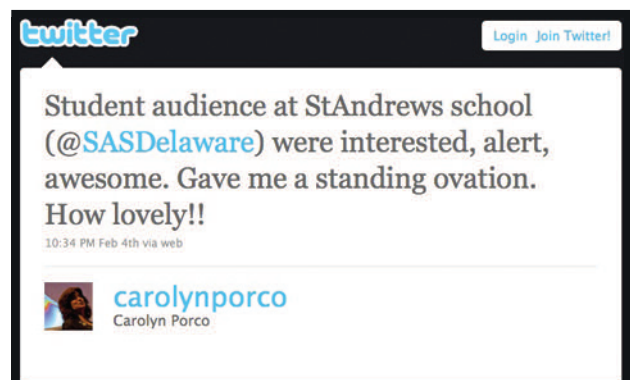 twitter
Login Join Twitter!
Student audience at StAndrews school
(@SASDelaware) were interested, alert,
awesome. Gave me a standing ovation.
How lovely!!
10:34 PM Feb 4th via web
carolynporco
Carolyn Porco